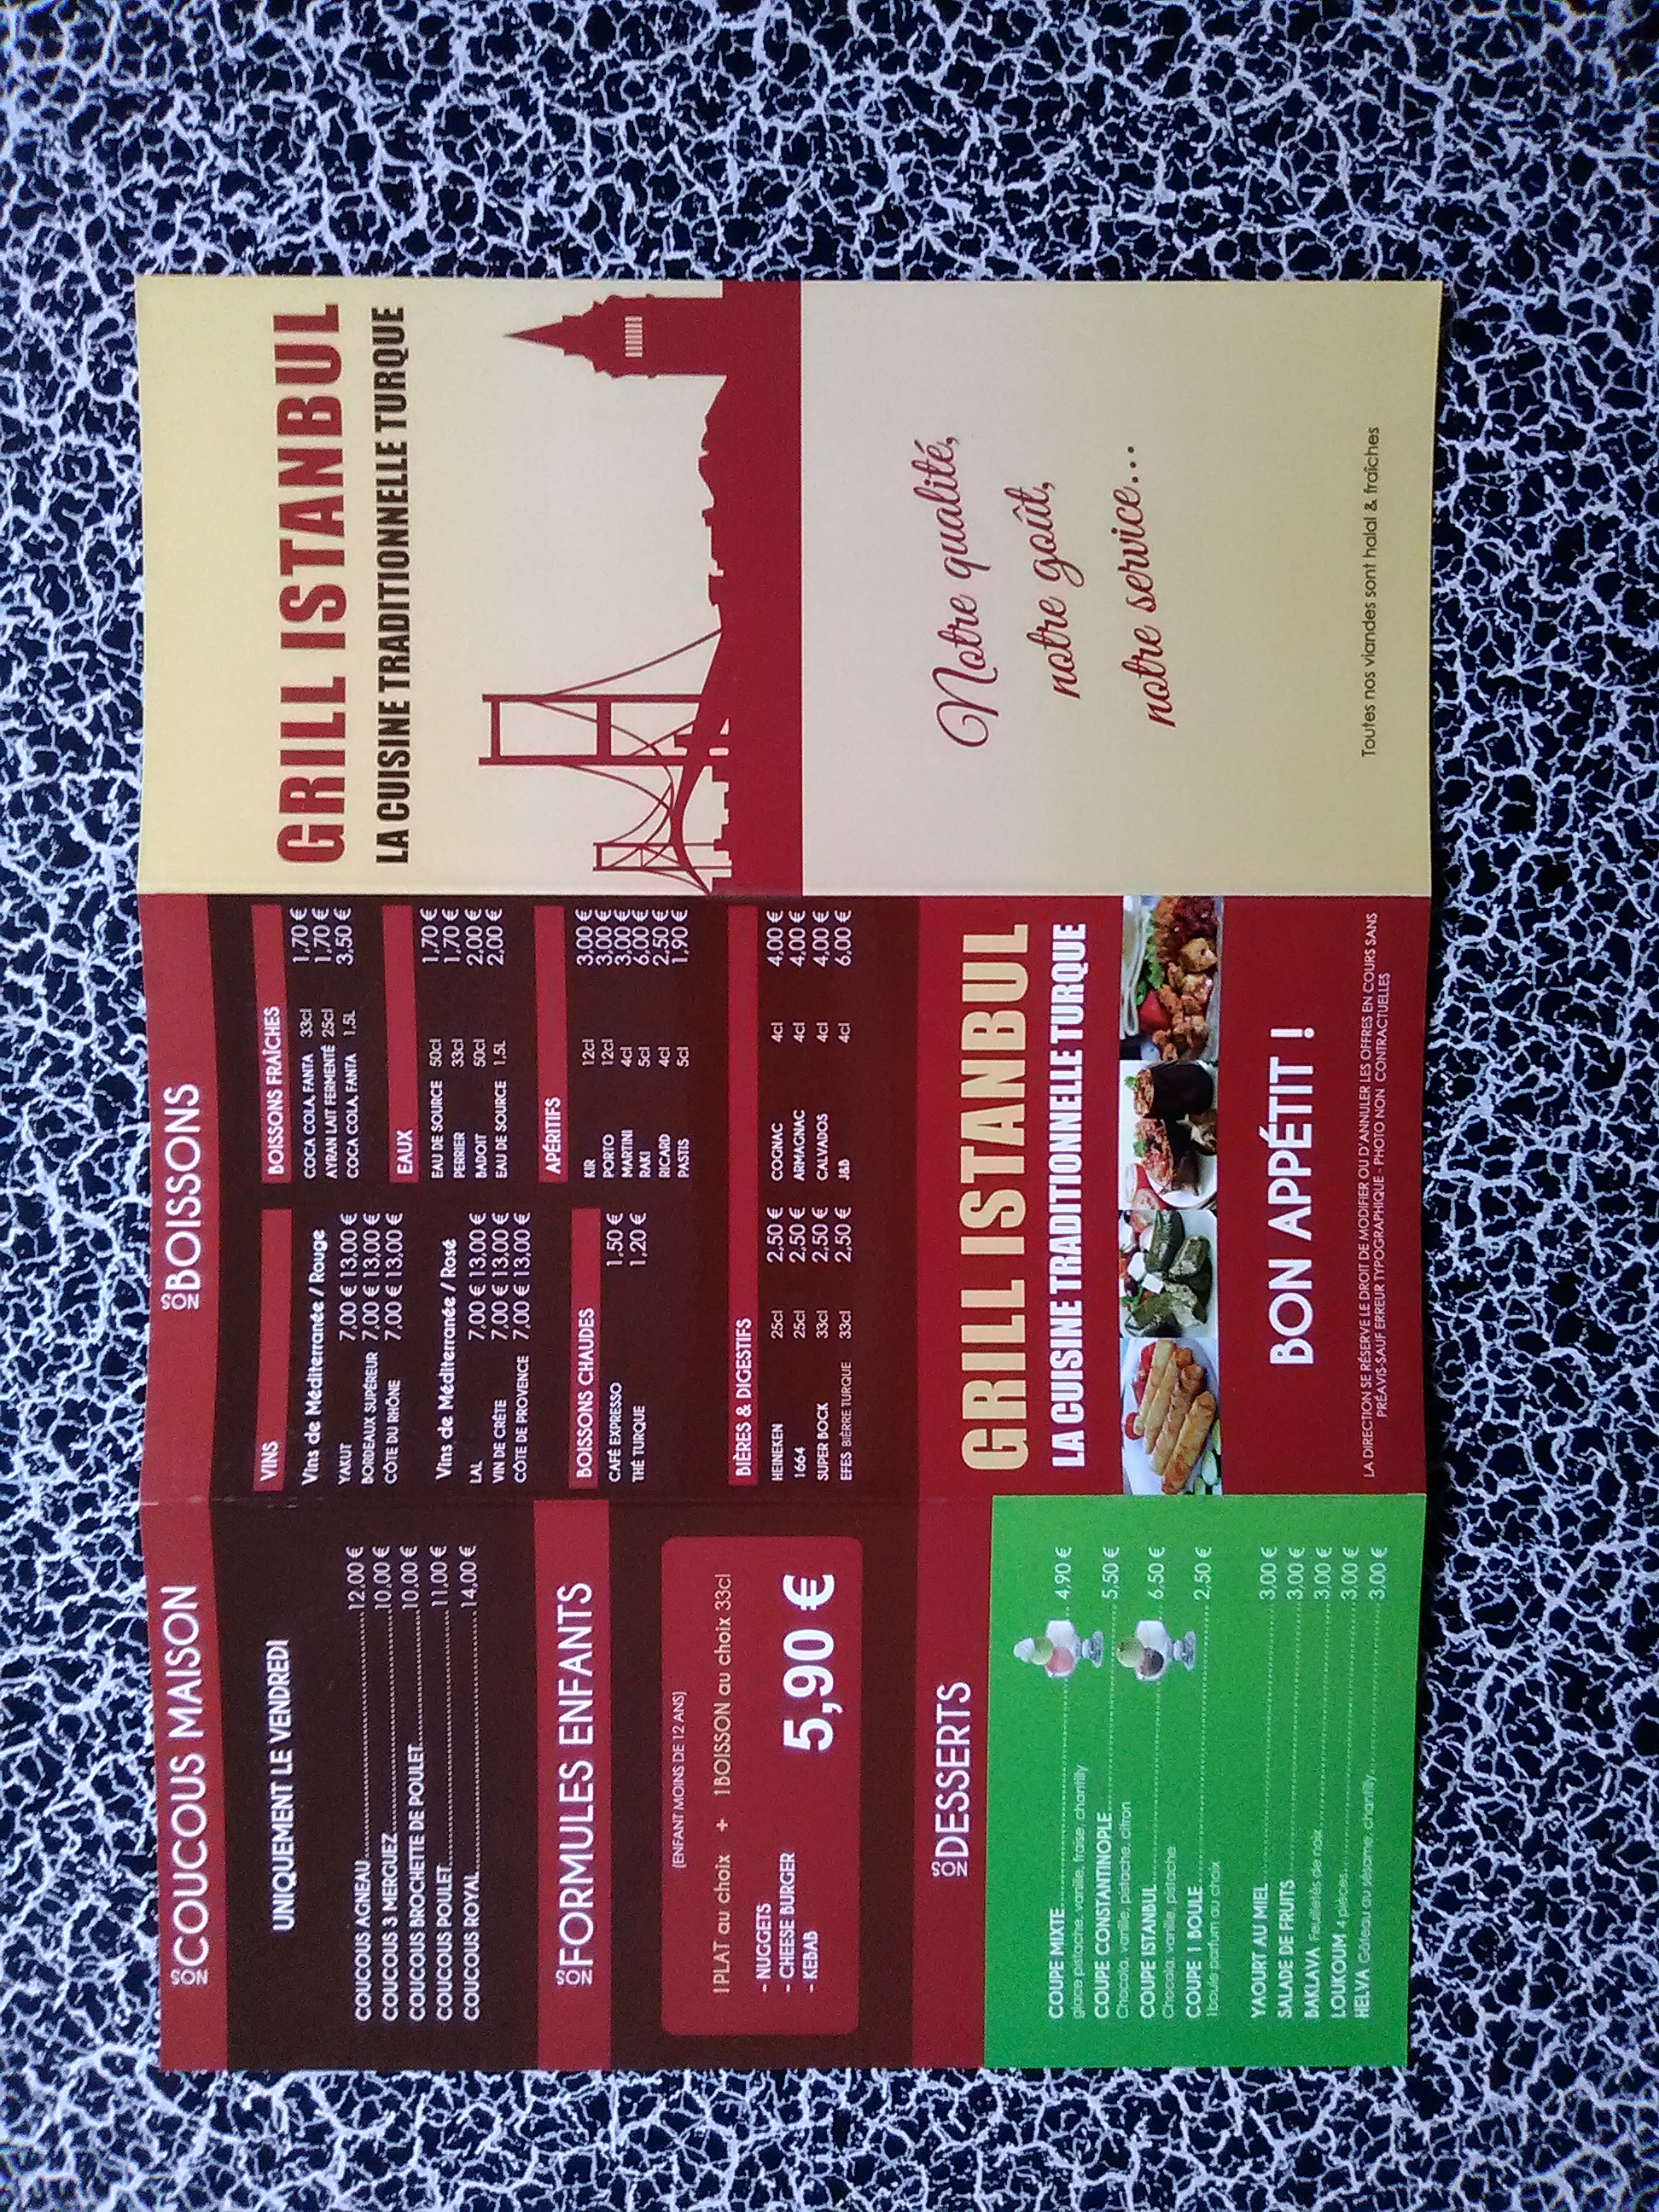 SON COUCOUS MAISON
UNIQUEMENT LE VENDREDI
COUCOUS AGNEAU 12,00 €
COUCOUS 3 MERGUEZ 10,00 €
COUCOUS BROCHETTE DE POULET 10,00 €
COUCOUS POULET 11,00 €
COUCOUS ROYAL 14,00 €
SON FORMULES ENFANTS
(ENFANT MOINS DE 12 ANS)
1 PLAT au choix + 1 BOISSON au choix 33cl
- NUGGETS
- CHEESE BURGER
- KEBAB
5,90 €
SON DESSERTS
COUPE MIXTE 4,90 €
glace pistache, vanille, fraise chantilly
COUPE CONSTANTINOPLE 5,50 €
Chocola, vanille, pistache, citron
COUPE ISTANBUL 6,50 €
Chocola, vanille, pistache
COUPE 1 BOULE 2,50 €
1 boule parfum au choix
YAOURT AU MIEL 3,00 €
SALADE DE FRUITS 3,00 €
BAKLAVA Feuilletés de noix 3,00 €
LOUKOUM 4 pièces 3,00 €
HELVA Gâteau au sésame, chantilly 3,00 €
NOS BOISSONS
VINS
Vins de Méditerranée / Rouge
YAKUT 7,00 € 13,00 €
BORDEAUX SUPÉREUR 7,00 € 13,00 €
CÔTE DU RHÔNE 7,00 € 13,00 €
Vins de Méditerranée / Rosé
LAL 7,00 € 13,00 €
VIN DE CRÈTE 7,00 € 13,00 €
CÔTE DE PROVENCE 7,00 € 13,00 €
BOISSONS CHAUDES
CAFÉ EXPRESSO 1,50 €
THÉ TURQUE 1,20 €
BOISSONS FRAÎCHES
COCA COLA, FANTA 33cl 1,70 €
AYRAN LAIT FERMENTÉ 25cl 1,70 €
COCA COLA, FANTA 1,5L 3,50 €
EAUX
EAU DE SOURCE 50cl 1,70 €
PERRIER 33cl 1,70 €
BADOIT 50cl 2,00 €
EAU DE SOURCE 1,5L 2,00 €
APÉRITIFS
KIR 12cl 3,00 €
PORTO 12cl 3,00 €
MARTINI 4cl 3,00 €
RAKI 5cl 6,00 €
RICARD 4cl 2,50 €
PASTIS 5cl 1,90 €
BIÈRES & DIGESTIFS
HEINEKEN 25cl 2,50 € COGNAC 4cl 4,00 €
1664 25cl 2,50 € ARMAGNAC 4cl 4,00 €
SUPER BOCK 33cl 2,50 € CALVADOS 4cl 4,00 €
EFES BIÈRRE TURQUE 33cl 2,50 € J&B 4cl 6,00 €
GRILL ISTANBUL
LA CUISINE TRADITIONNELLE TURQUE
BON APPÉTIT !
LA DIRECTION SE RÉSERVE LE DROIT DE MODIFIER OU D'ANNULER LES OFFRES EN COURS SANS
PRÉAVIS-SAUF ERREUR TYPOGRAPHIQUE - PHOTO NON CONTRACTUELLES
GRILL ISTANBUL
LA CUISINE TRADITIONNELLE TURQUE
Notre qualité,
notre goût,
notre service...
Toutes nos viandes sont halal & fraîches